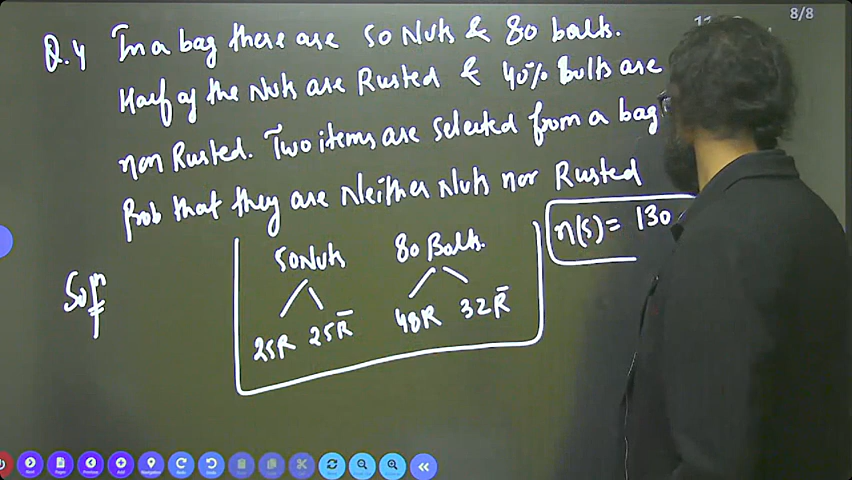 8/8
Q.4 In a bag there are 50 Nuts & 80 bolts.
Half of the Nuts are Rusted & 40% Bolts are
non Rusted. Two items are selected from a bag
Prob that they are Neither Nuts nor Rusted
n(s) = 130
50 Nuts 80 Bolts.
Solⁿ
25R 25R̄ 48R 32R̄